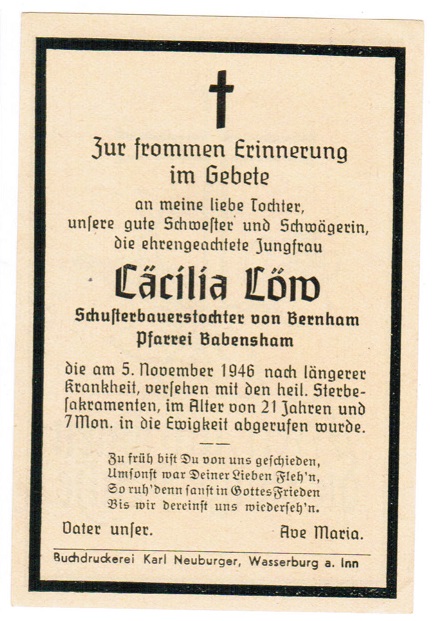 Zur frommen Erinnerung
im Gebete
an meine liebe Tochter,
unsere gute Schwester und Schwägerin,
die ehrengeachtete Jungfrau
Cäcilia Löw
Schusterbauerstochter von Bernham
Pfarrei Babensham
die am 5. November 1946 nach längerer
Krankheit, versehen mit den heil. Sterbe-
sakramenten, im Alter von 21 Jahren und
7 Mon. in die Ewigkeit abgerufen wurde.
Zu früh bist Du von uns geschieden,
Umsonst war Deiner Lieben Fleh'n,
So ruh' denn sanft in Gottes Frieden
Bis wir dereinst uns wiederseh'n.
Vater unser. Ave Maria.
Buchdruckerei Karl Neuburger, Wasserburg a. Inn